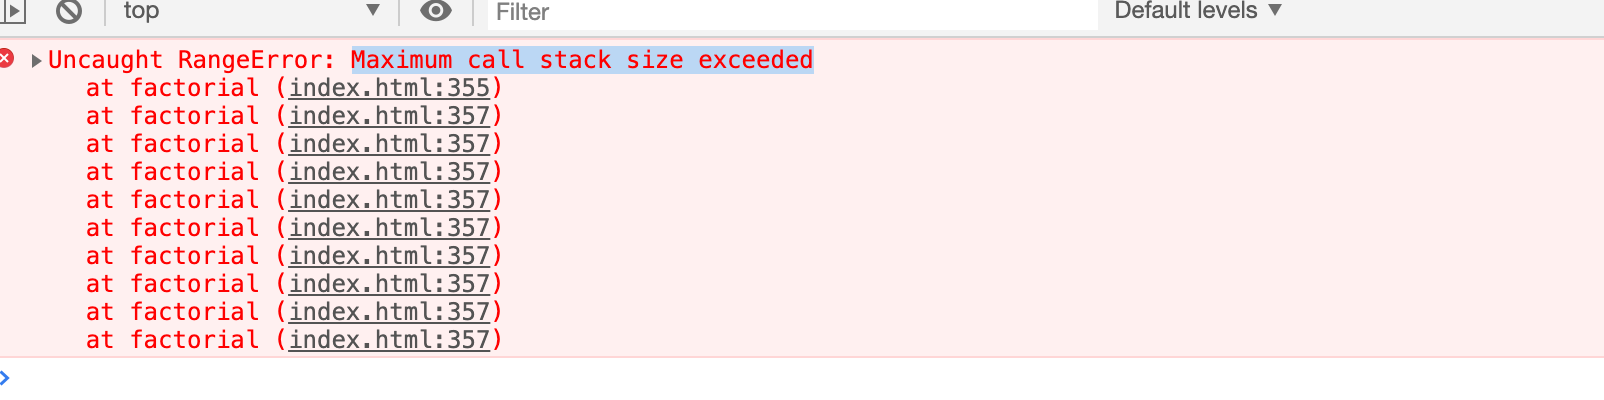 top ▼ Filter Default levels ▼
▶Uncaught RangeError: Maximum call stack size exceeded
at factorial (index.html:355)
at factorial (index.html:357)
at factorial (index.html:357)
at factorial (index.html:357)
at factorial (index.html:357)
at factorial (index.html:357)
at factorial (index.html:357)
at factorial (index.html:357)
at factorial (index.html:357)
at factorial (index.html:357)